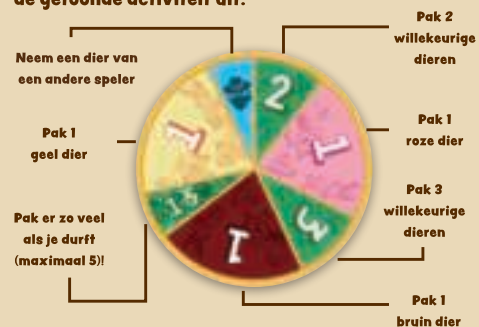 de getoonde activiteit uit:
Neem een dier van
een andere speler
Pak 2
willekeurige
dieren
Pak 1
geel dier
Pak 1
roze dier
Pak er zo veel
als je durft
(maximaal 5)!
Pak 3
willekeurige
dieren
Pak 1
bruin dier
2
1
3
1
1-5
1